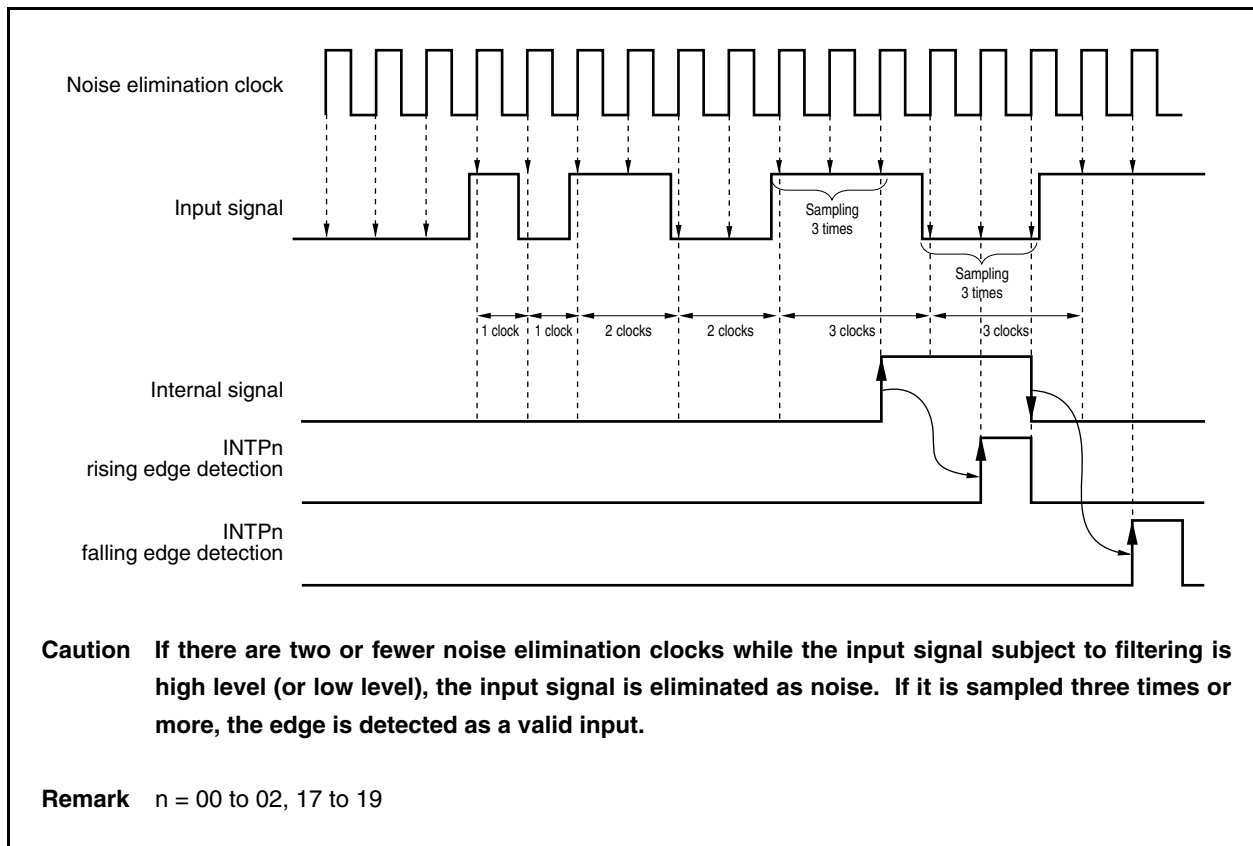 Noise elimination clock
Input signal
Sampling
3 times
Sampling
3 times
1 clock
1 clock
2 clocks
2 clocks
3 clocks
3 clocks
Internal signal
INTPn
rising edge detection
INTPn
falling edge detection
Caution If there are two or fewer noise elimination clocks while the input signal subject to filtering is
high level (or low level), the input signal is eliminated as noise. If it is sampled three times or
more, the edge is detected as a valid input.
Remark n = 00 to 02, 17 to 19